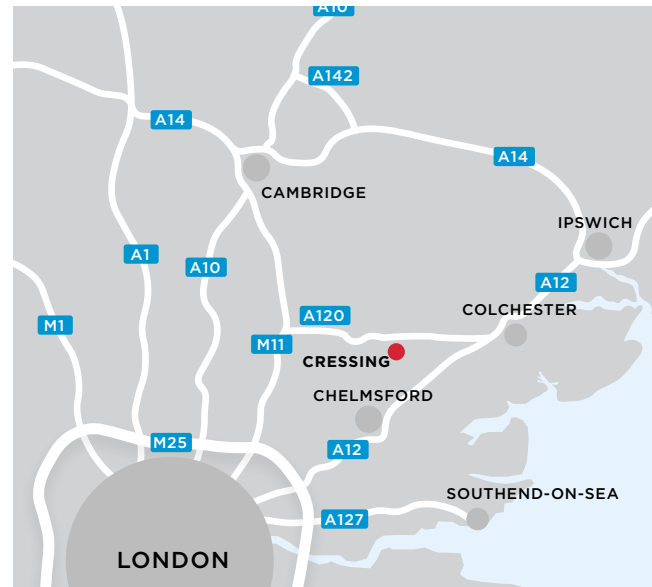 A10
A142
A14
A14
CAMBRIDGE
IPSWICH
A1
A10
A12
A120
COLCHESTER
M1
M11
CRESSING
CHELMSFORD
M25
A12
SOUTHEND-ON-SEA
A127
LONDON